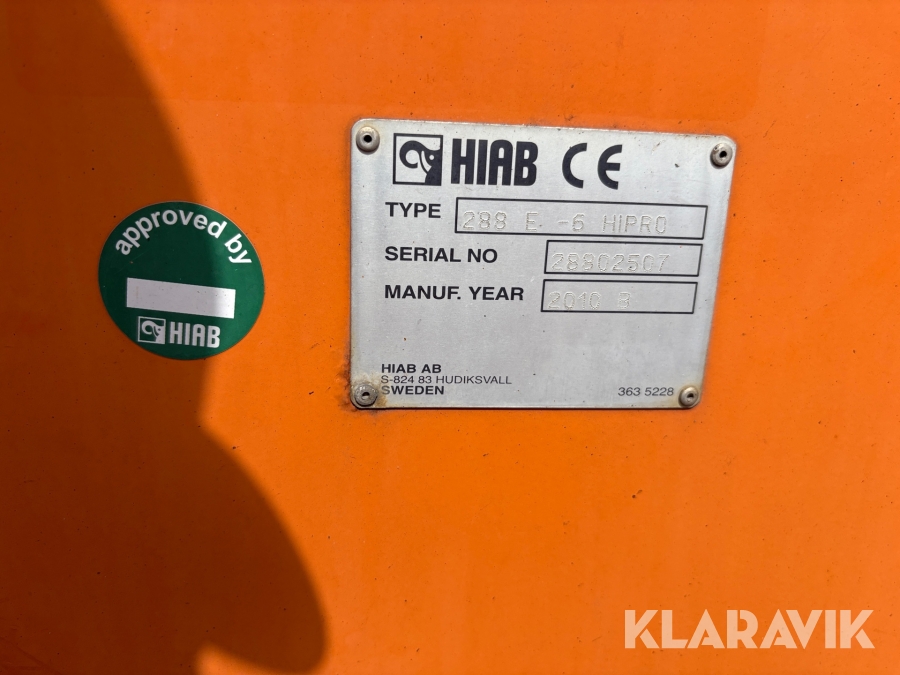 approved by
HIAB
HIAB CE
TYPE 288 E -6 HIPRO
SERIAL NO 28802507
MANUF. YEAR 2010 B
HIAB AB
S-824 83 HUDIKSVALL
SWEDEN 363 5228
KLARAVIK